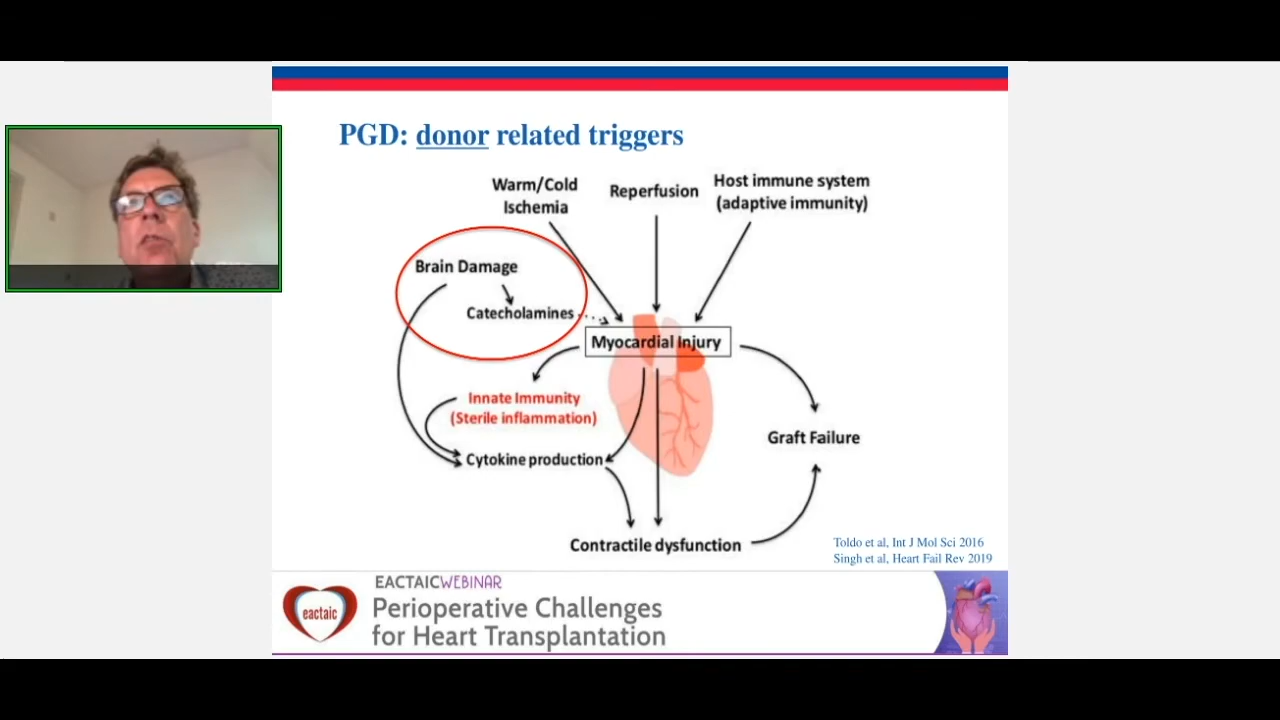 PGD: donor related triggers
Warm/Cold
Ischemia
Reperfusion
Host immune system
(adaptive immunity)
Brain Damage
Catecholamines
Myocardial Injury
Innate Immunity
(Sterile inflammation)
Cytokine production
Graft Failure
Contractile dysfunction
Toldo et al, Int J Mol Sci 2016
Singh et al, Heart Fail Rev 2019
EACTAICWEBINAR
eactaic
Perioperative Challenges
for Heart Transplantation